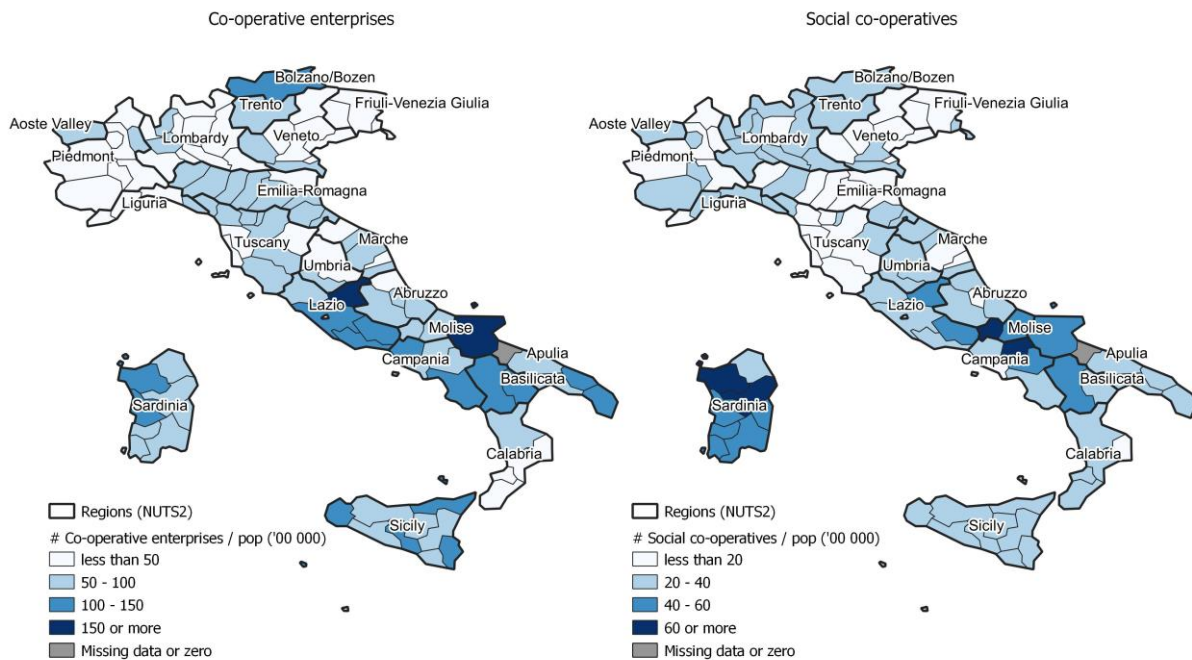 Co-operative enterprises
Bolzano/Bozen
Trento
Friuli-Venezia Giulia
Aoste Valley
Lombardy
Veneto
Piedmont
Emilia-Romagna
Liguria
Tuscany
Marche
Umbria
Abruzzo
Lazio
Molise
Campania
Apulia
Basilicata
Sardinia
Calabria
Sicily
Regions (NUTS2)
# Co-operative enterprises / pop ('00 000)
less than 50
50 - 100
100 - 150
150 or more
Missing data or zero
Social co-operatives
Bolzano/Bozen
Trento
Friuli-Venezia Giulia
Aoste Valley
Lombardy
Veneto
Piedmont
Emilia-Romagna
Liguria
Tuscany
Marche
Umbria
Abruzzo
Lazio
Molise
Campania
Apulia
Basilicata
Sardinia
Calabria
Sicily
Regions (NUTS2)
# Social co-operatives / pop ('00 000)
less than 20
20 - 40
40 - 60
60 or more
Missing data or zero